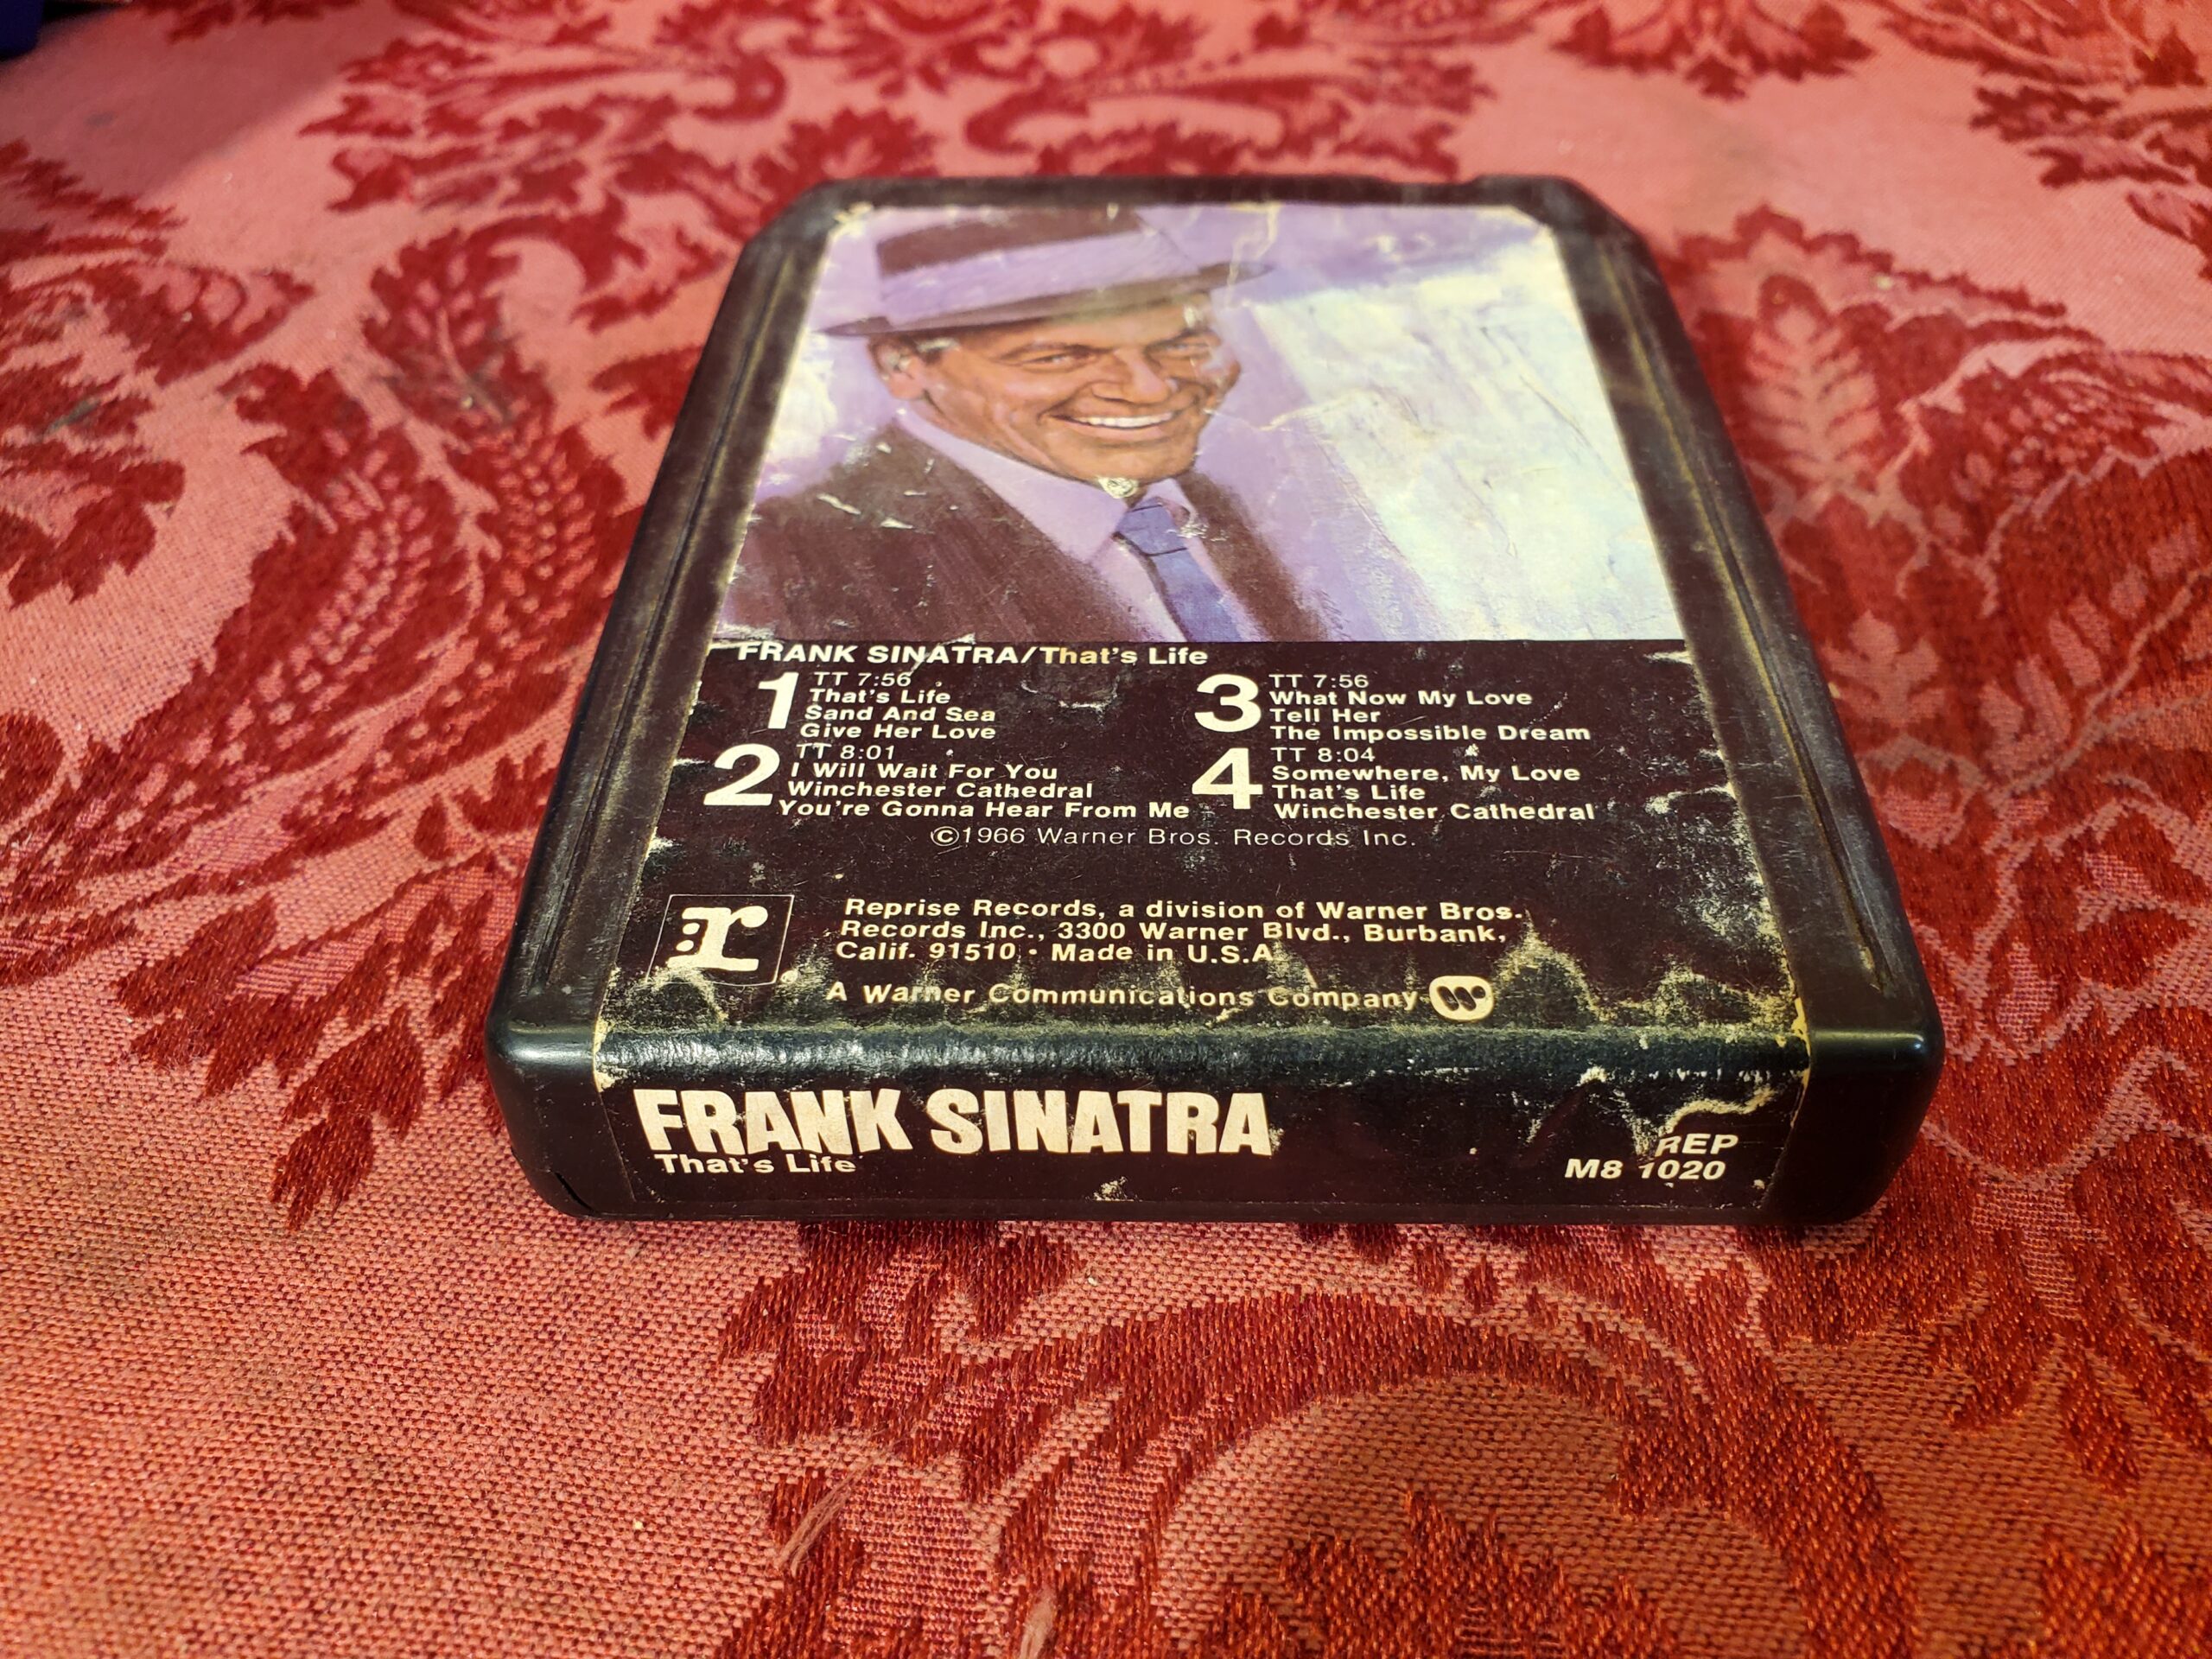 FRANK SINATRA/That's Life
1 TT 7:56
That's Life
Sand And Sea
Give Her Love
2 TT 8:01
I Will Wait For You
Winchester Cathedral
You're Gonna Hear From Me
3 TT 7:56
What Now My Love
Tell Her
The Impossible Dream
4 TT 8:04
Somewhere, My Love
That's Life
Winchester Cathedral
©1966 Warner Bros. Records Inc.
:r
Reprise Records, a division of Warner Bros.
Records Inc., 3300 Warner Blvd., Burbank,
Calif. 91510 • Made in U.S.A.
A Warner Communications Company
FRANK SINATRA
That's Life
REP
M8 1020